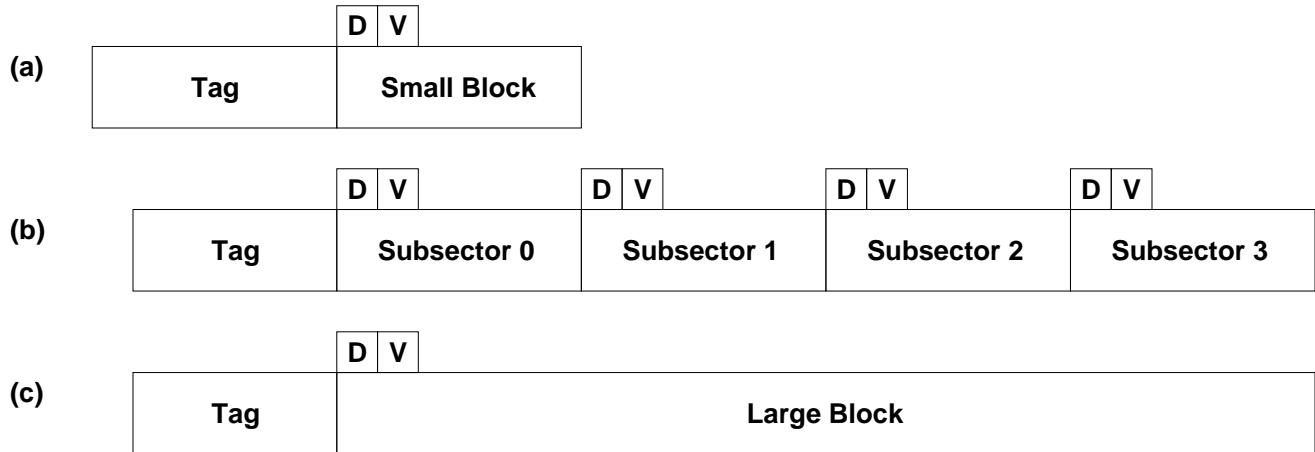 D V
(a) Tag Small Block
D V D V D V D V
(b) Tag Subsector 0 Subsector 1 Subsector 2 Subsector 3
D V
(c) Tag Large Block